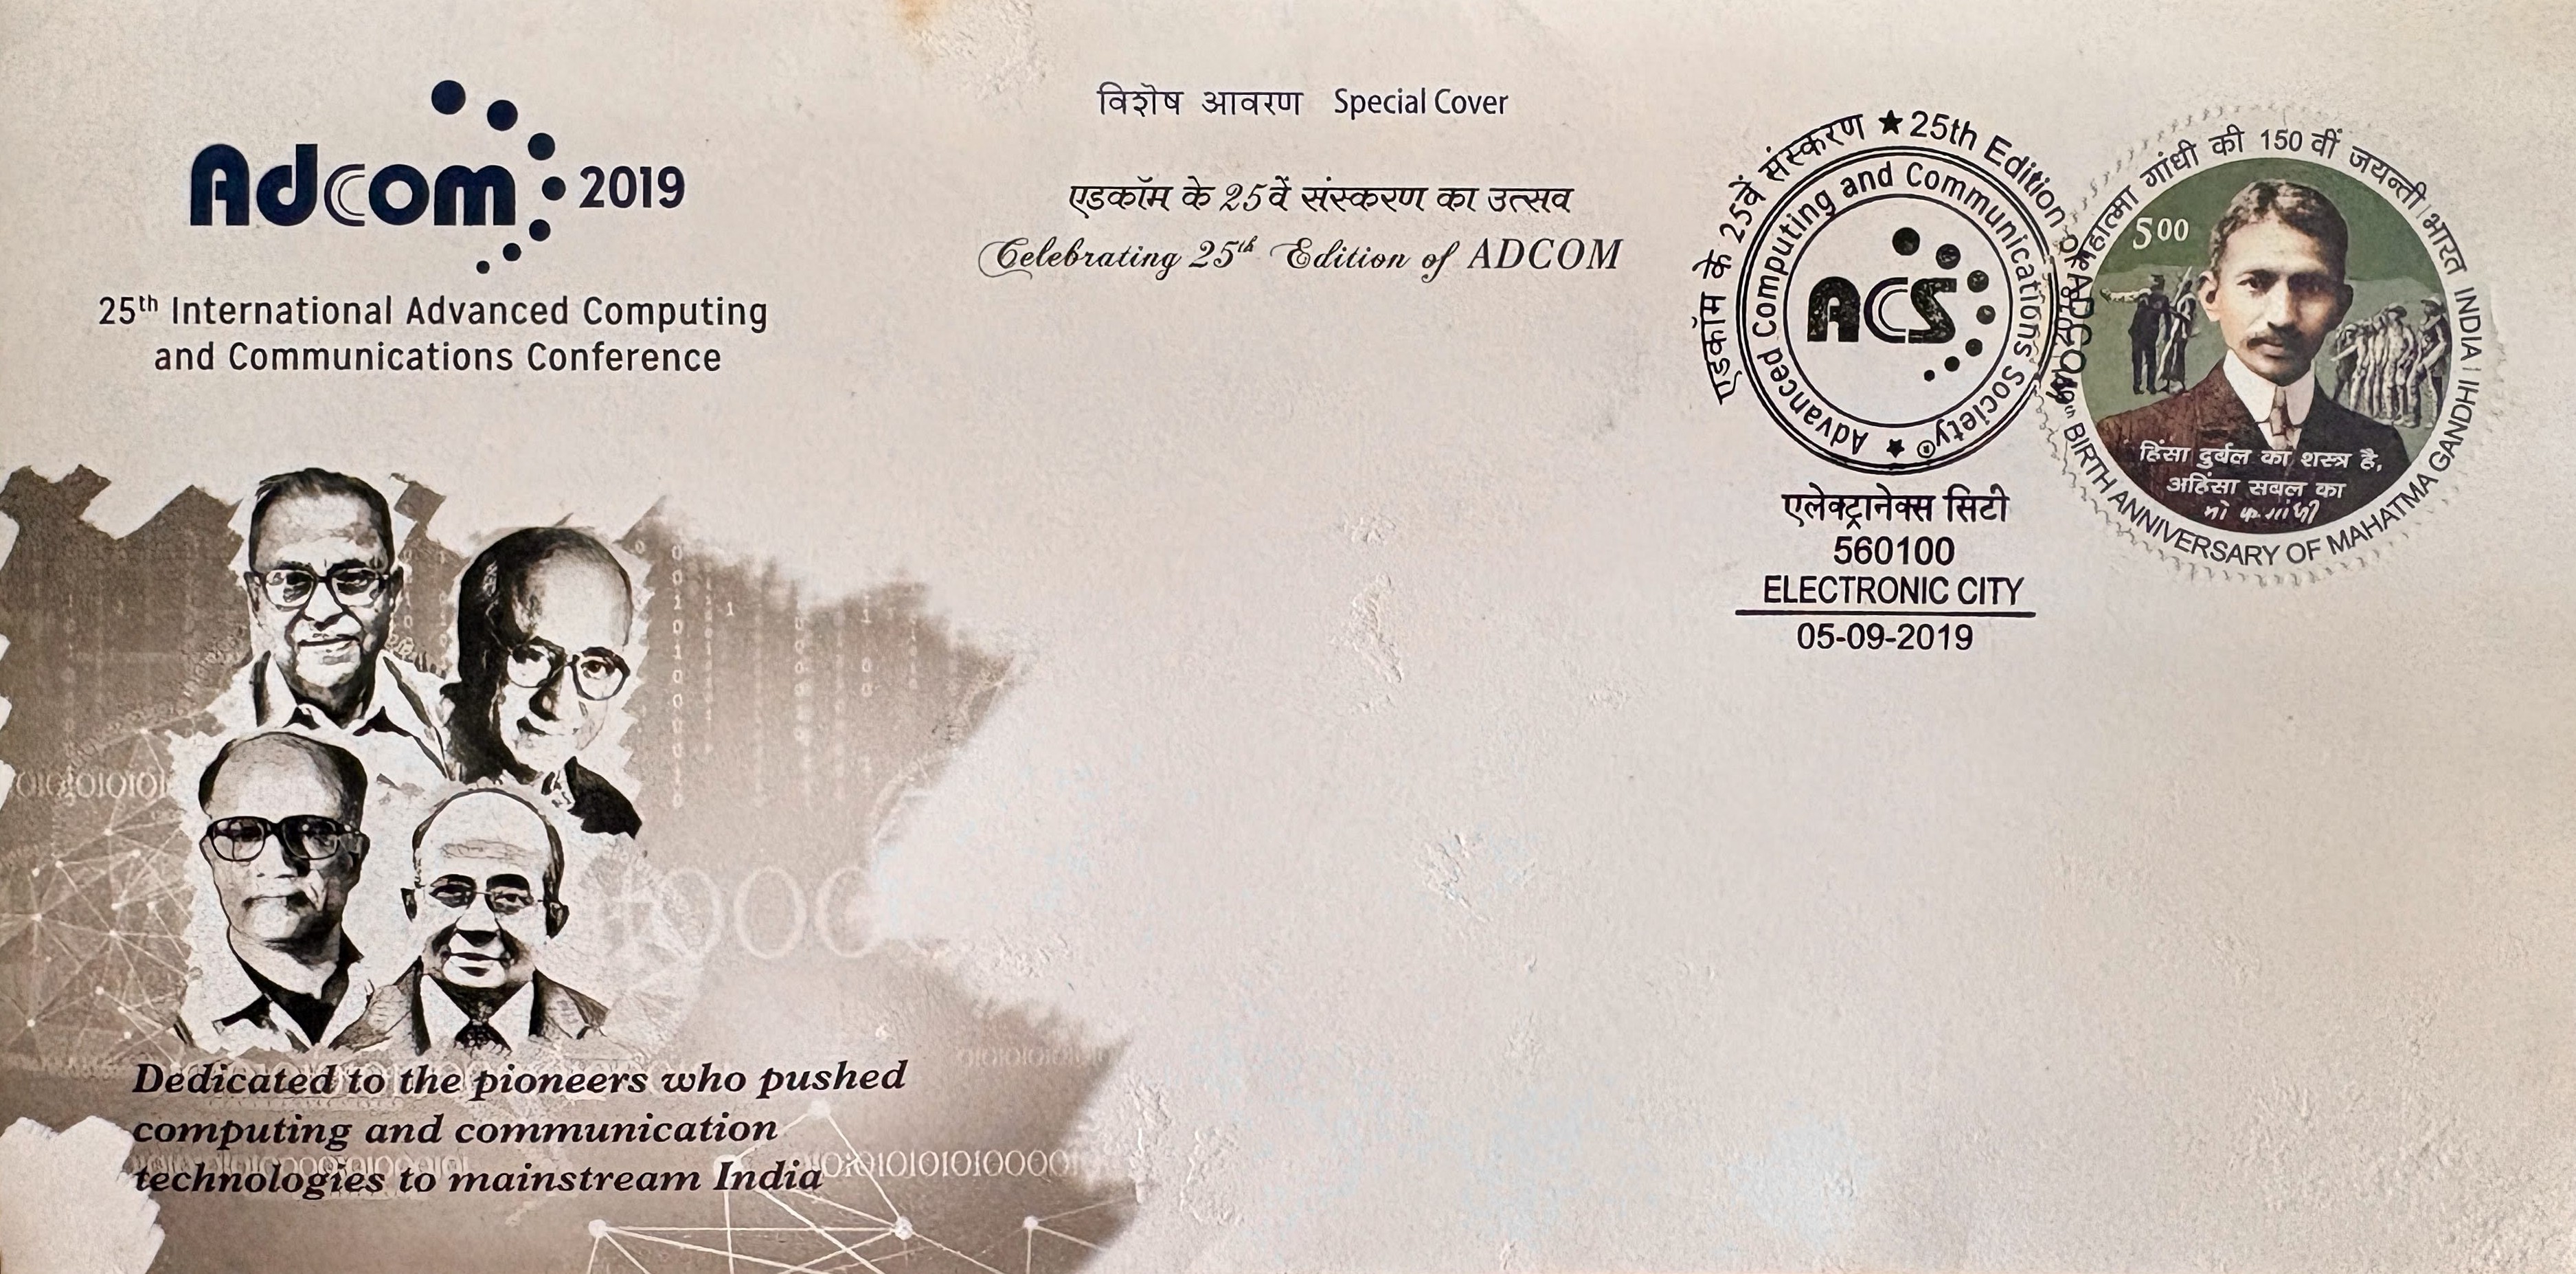 Adcom 2019
25th International Advanced Computing
and Communications Conference
विशेष आवरण Special Cover
एडकॉम के 25वें संस्करण का उत्सव
Celebrating 25th Edition of ADCOM
एडकॉम के 25वें संस्करण ★ 25th Edition of ADCOM
Advanced Computing and Communications Society® ★
ACS
एलेक्ट्रानेक्स सिटी
560100
ELECTRONIC CITY
05-09-2019
महात्मा गांधी की 150 वीं जयन्ती भारत INDIA
BIRTH ANNIVERSARY OF MAHATMA GANDHI
500
हिंसा दुर्बल का शस्त्र है,
अहिंसा सबल का
मो क गांधी
Dedicated to the pioneers who pushed
computing and communication
technologies to mainstream India